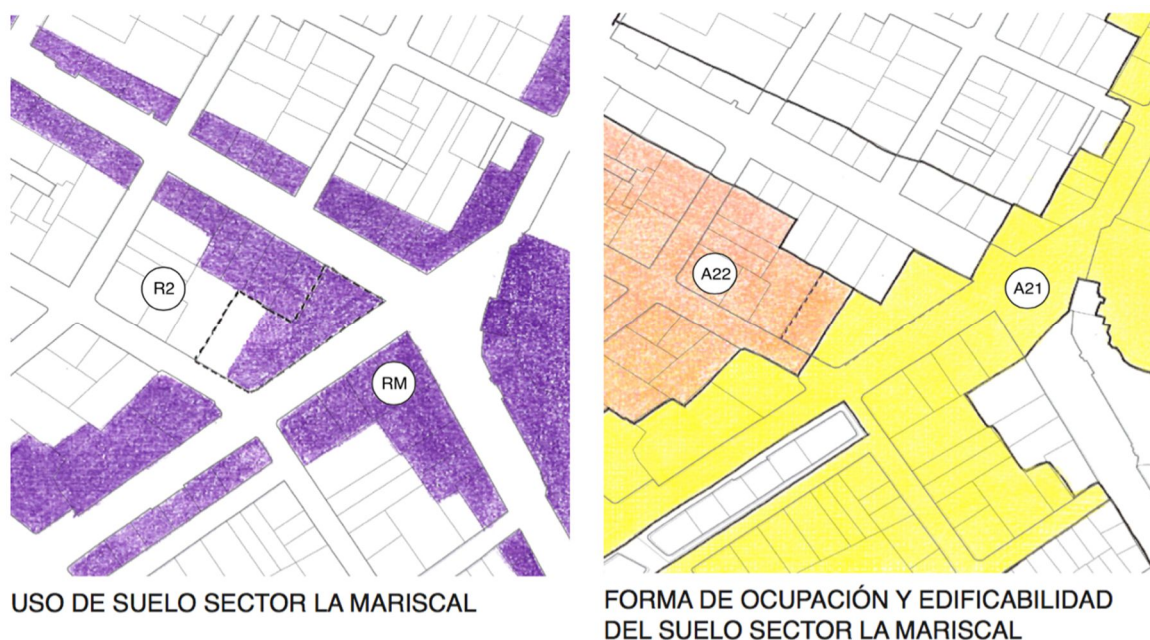 R2
RM
USO DE SUELO SECTOR LA MARISCAL
A22
A21
FORMA DE OCUPACIÓN Y EDIFICABILIDAD
DEL SUELO SECTOR LA MARISCAL